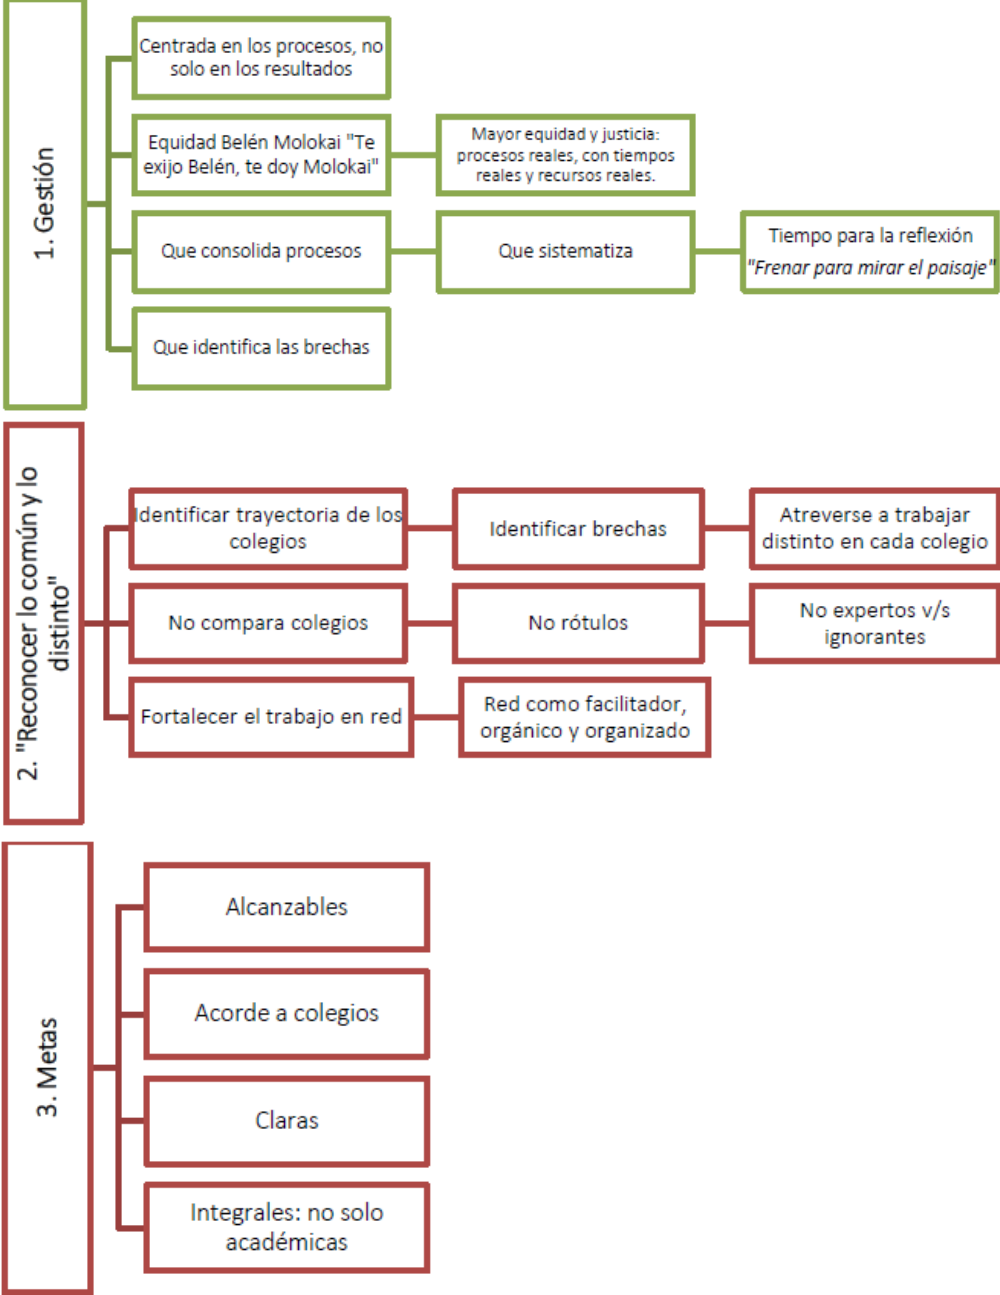 1. Gestión
Centrada en los procesos, no
solo en los resultados
Equidad Belén Molokai "Te
exijo Belén, te doy Molokai"
Mayor equidad y justicia:
procesos reales, con tiempos
reales y recursos reales.
Que consolida procesos
Que sistematiza
Tiempo para la reflexión
"Frenar para mirar el paisaje"
Que identifica las brechas
2. "Reconocer lo común y lo
distinto"
Identificar trayectoria de los
colegios
Identificar brechas
Atreverse a trabajar
distinto en cada colegio
No compara colegios
No rótulos
No expertos v/s
ignorantes
Fortalecer el trabajo en red
Red como facilitador,
orgánico y organizado
3. Metas
Alcanzables
Acorde a colegios
Claras
Integrales: no solo
académicas